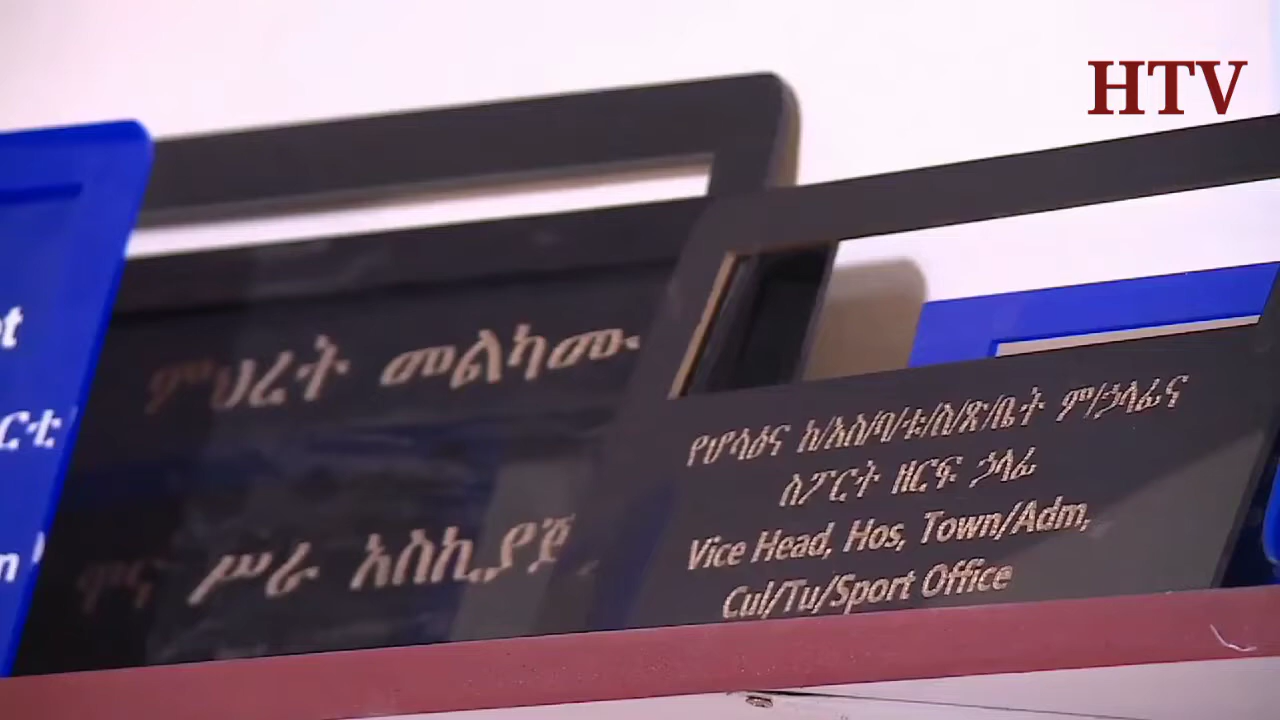 HTV
ምህረት መልካሙ
ምና ሥራ አስኪያጅ
የሆሳዕና ከ/አስ/ባ/ቱ/ስ/ጽ/ቤት ም/ኃላፊና
ስፖርት ዘርፍ ኃላፊ
Vice Head, Hos, Town/Adm,
Cul/Tu/Sport Office